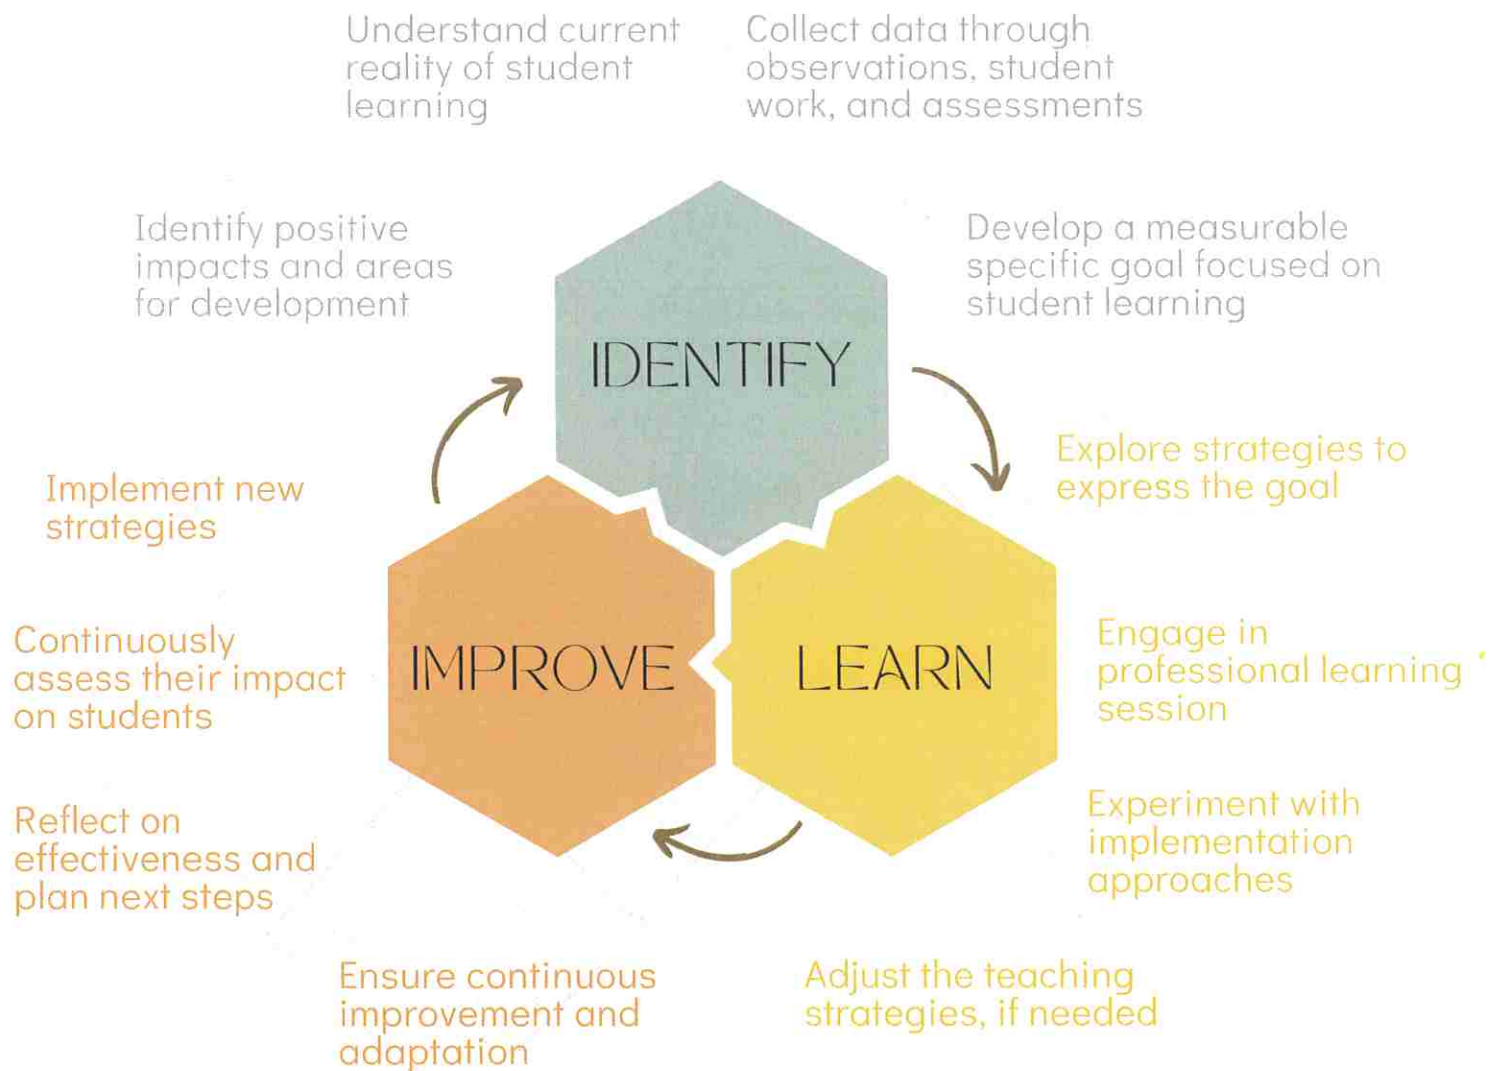 Understand current
reality of student
learning
Collect data through
observations, student
work, and assessments
Identify positive
impacts and areas
for development
Develop a measurable
specific goal focused on
student learning
IDENTIFY
Explore strategies to
express the goal
Implement new
strategies
Engage in
professional learning
session
Continuously
assess their impact
on students
IMPROVE
LEARN
Experiment with
implementation
approaches
Reflect on
effectiveness and
plan next steps
Adjust the teaching
strategies, if needed
Ensure continuous
improvement and
adaptation